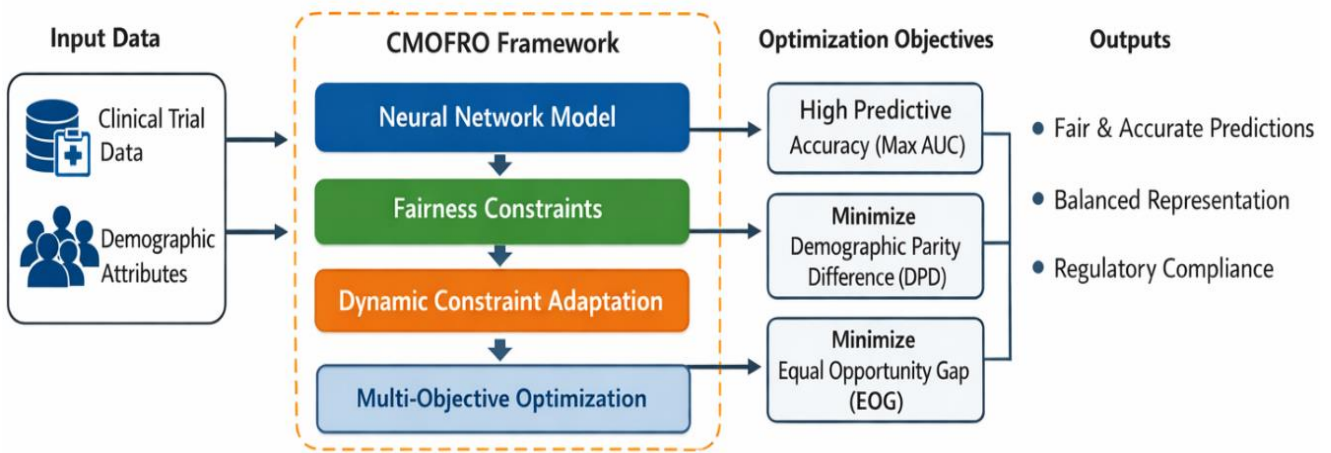 Input Data
Clinical Trial
Data
Demographic
Attributes
CMOFRO Framework
Neural Network Model
Fairness Constraints
Dynamic Constraint Adaptation
Multi-Objective Optimization
Optimization Objectives
High Predictive
Accuracy (Max AUC)
Minimize
Demographic Parity
Difference (DPD)
Minimize
Equal Opportunity Gap
(EOG)
Outputs
Fair & Accurate Predictions
Balanced Representation
Regulatory Compliance